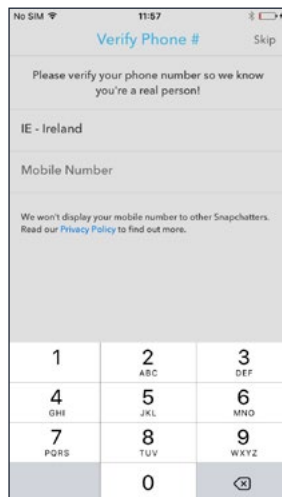 No SIM 11:57
Verify Phone # Skip
Please verify your phone number so we know
you're a real person!
IE - Ireland
Mobile Number
We won't display your mobile number to other Snapchatters.
Read our Privacy Policy to find out more.
1 2 3
ABC DEF
4 5 6
GHI JKL MNO
7 8 9
PQRS TUV WXYZ
0